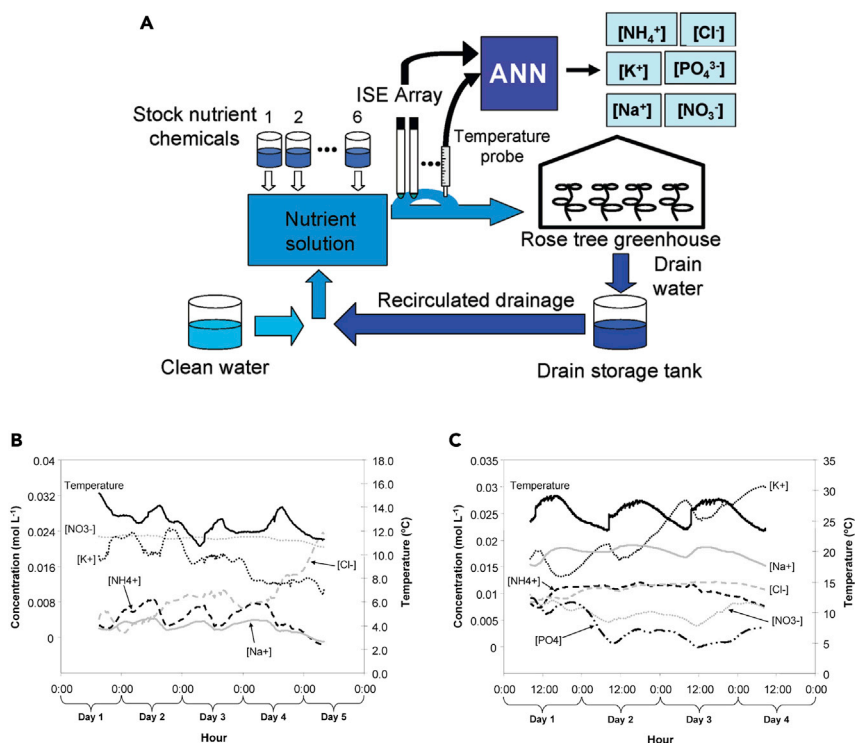 A
[NH₄⁺] [Cl⁻]
ANN
[K⁺] [PO₄³⁻]
ISE Array
[Na⁺] [NO₃⁻]
Stock nutrient
chemicals
1 2 ••• 6
Temperature
probe
•••
Nutrient
solution
Rose tree greenhouse
Drain
water
Recirculated drainage
Clean water
Drain storage tank
B
Concentration (mol L⁻¹)
0.04
0.032
0.024
0.016
0.008
0
Temperature
[NO3-]
[K+]
[NH4+]
[Na+]
[Cl-]
18.0
16.0
14.0
12.0
10.0
8.0
6.0
4.0
2.0
0.0
Temperature (ºC)
0:00 0:00 0:00 0:00 0:00 0:00
Day 1 Day 2 Day 3 Day 4 Day 5
Hour
C
Concentration (mol L⁻¹)
0.035
0.03
0.025
0.02
0.015
0.01
0.005
0
Temperature
[K+]
[Na+]
[NH4+]
[Cl-]
[NO3-]
[PO4]
35
30
25
20
15
10
5
0
Temperature (ºC)
0:00 12:00 0:00 12:00 0:00 12:00 0:00 12:00 0:00
Day 1 Day 2 Day 3 Day 4
Hour